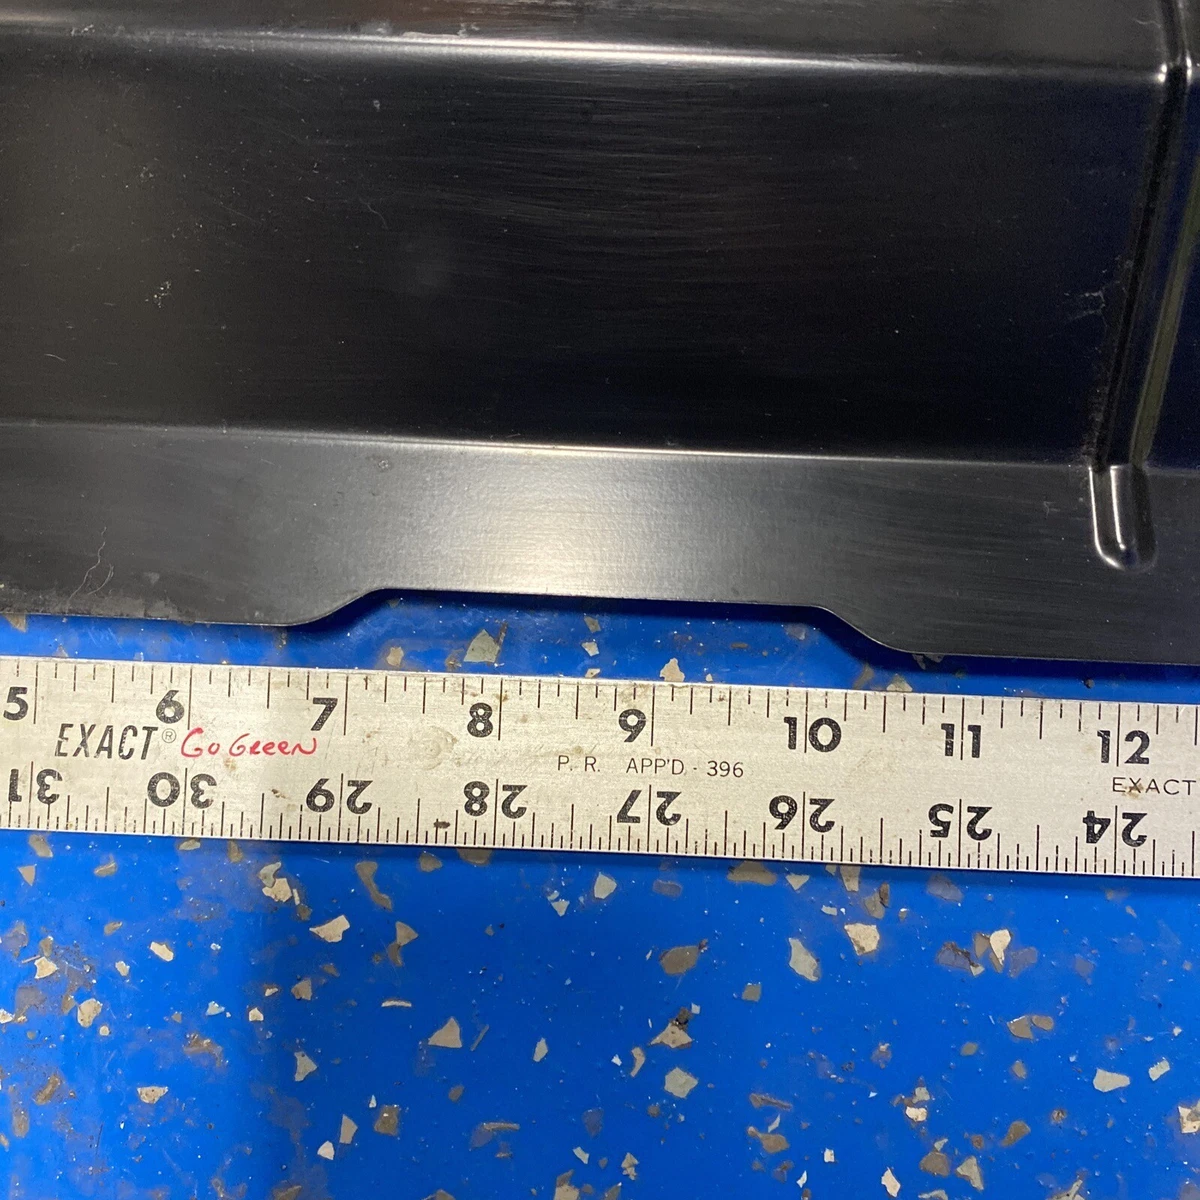 5 6 7 8 9 10 11 12
EXACT® Go Green
P. R. APP'D - 396
EXACT
31 30 29 28 27 26 25 24